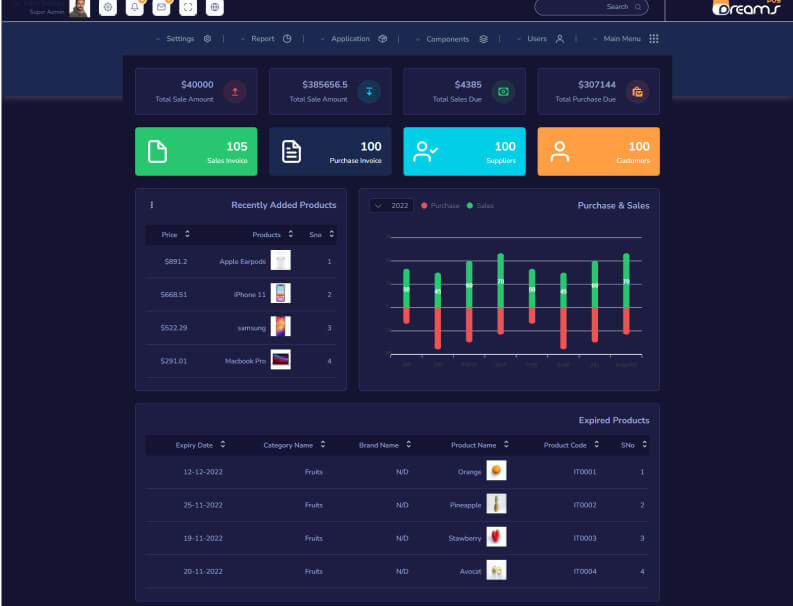 Super Admin
Search
Dreams
POS
Settings | Report | Application | Components | Users | Main Menu
$40000
Total Sale Amount
$385656.5
Total Sale Amount
$4385
Total Sales Due
$307144
Total Purchase Due
105
Sales Invoice
100
Purchase Invoice
100
Suppliers
100
Customers
Recently Added Products
Price Products Sno
$891.2 Apple Earpods 1
$668.51 iPhone 11 2
$522.29 samsung 3
$291.01 Macbook Pro 4
2022 Purchase Sales Purchase & Sales
50 45 60 70 50 45 60 70
Expired Products
Expiry Date Category Name Brand Name Product Name Product Code SNo
12-12-2022 Fruits N/D Orange IT0001 1
25-11-2022 Fruits N/D Pineapple IT0002 2
19-11-2022 Fruits N/D Stawberry IT0003 3
20-11-2022 Fruits N/D Avocat IT0004 4